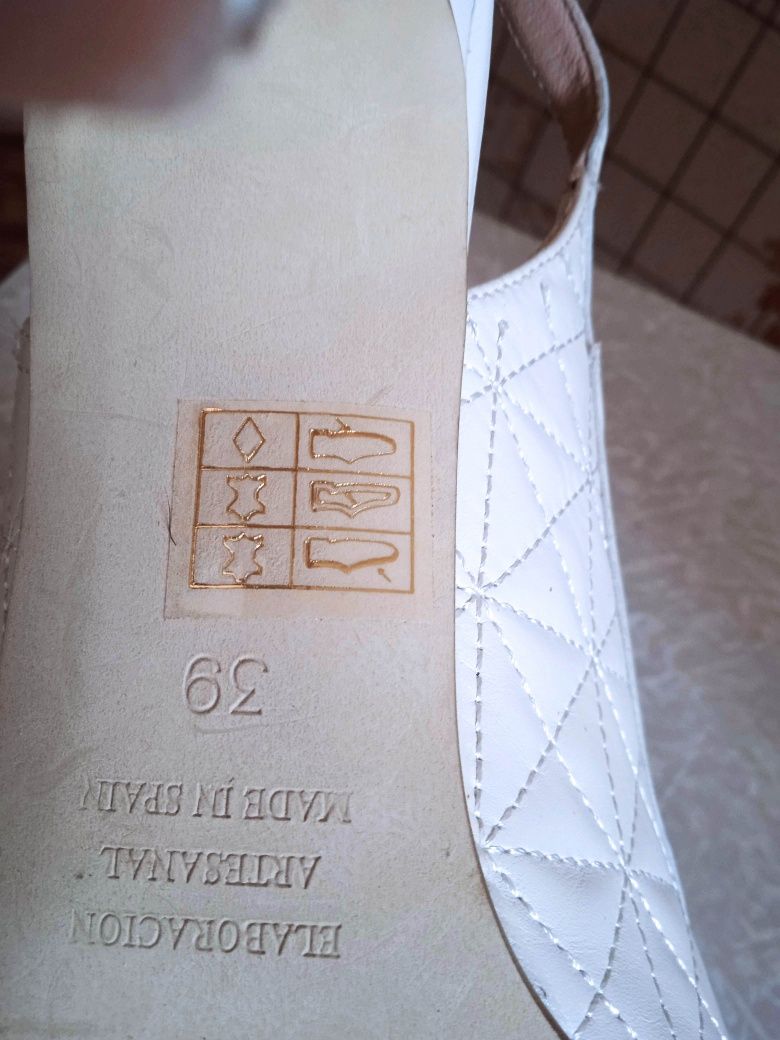 ELABORACION
ARTESANAL
MADE IN SPAIN
39